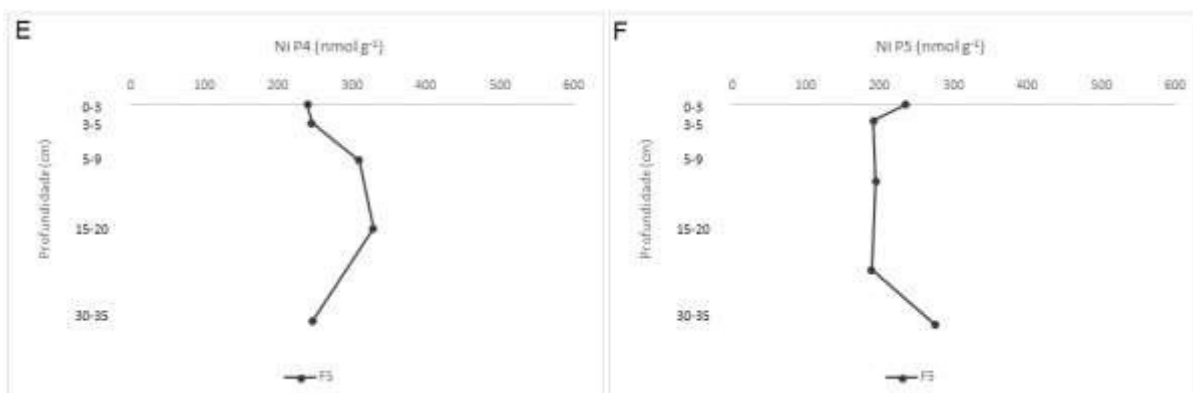 E
Ni P4 (nmol g⁻¹)
0 100 200 300 400 500 600
Profundidade (cm)
0-3
3-5
5-9
15-20
30-35
F5
F
Ni P5 (nmol g⁻¹)
0 100 200 300 400 500 600
Profundidade (cm)
0-3
3-5
5-9
15-20
30-35
F5